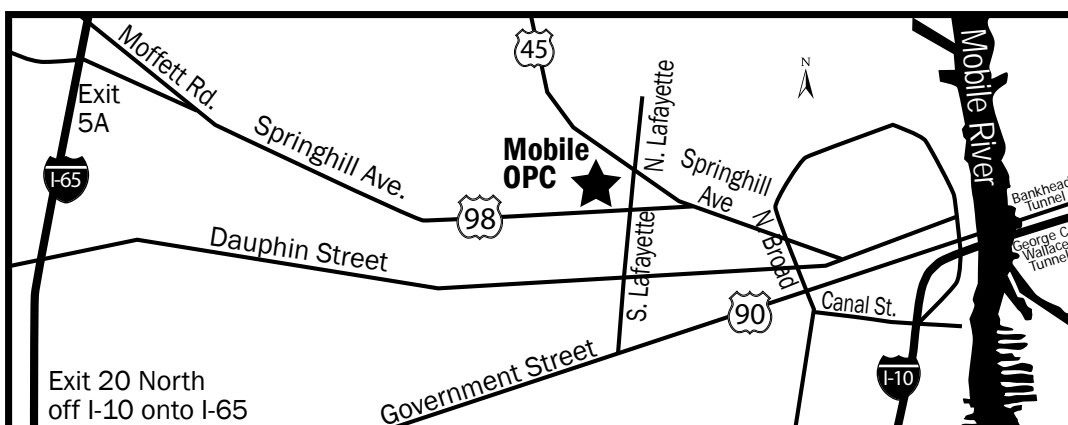 Moffett Rd.
45
N
Mobile River
Exit
5A
I-65
Springhill Ave.
Mobile
OPC
N. Lafayette
Springhill
Ave
98
N Broad
Bankhead
Tunnel
George C.
Wallace
Tunnel
Dauphin Street
S. Lafayette
90
Canal St.
Government Street
I-10
Exit 20 North
off I-10 onto I-65